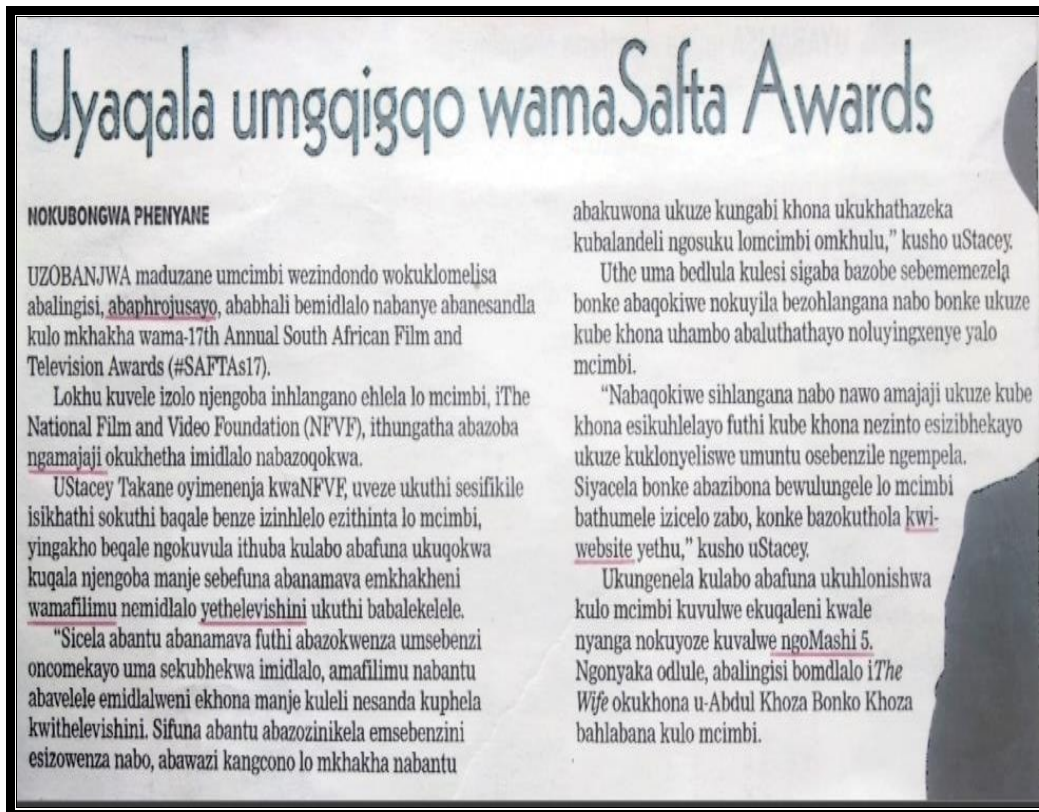 Uyaqala umgqigqo wamaSafta Awards
NOKUBONGWA PHENYANE
UZOBANJWA maduzane umcimbi wezindondo wokuklomelisa
abalingisi, abaphrojusayo, ababhali bemidlalo nabanye abanesandla
kulo mkhakha wama-17th Annual South African Film and
Television Awards (#SAFTAs17).
Lokhu kuvele izolo njengoba inhlangano ehlela lo mcimbi, iThe
National Film and Video Foundation (NFVF), ithungatha abazoba
ngamajaji okukhetha imidlalo nabazoqokwa.
UStacey Takane oyimenenja kwaNFVF, uveze ukuthi sesifikile
isikhathi sokuthi baqale benze izinhlelo ezithinta lo mcimbi,
yingakho beqale ngokuvula ithuba kulabo abafuna ukuqokwa
kuqala njengoba manje sebefuna abanamava emkhakheni
wamafilimu nemidlalo yethelevishini ukuthi babalekelele.
“Sicela abantu abanamava futhi abazokwenza umsebenzi
oncomekayo uma sekubhekwa imidlalo, amafilimu nabantu
abavelele emidlalweni ekhona manje kuleli nesanda kuphela
kwithelevishini. Sifuna abantu abazozinikela emsebenzini
esizowenza nabo, abawazi kangcono lo mkhakha nabantu
abakuwona ukuze kungabi khona ukukhathazeka
kubalandeli ngosuku lomcimbi omkhulu,” kusho uStacey.
Uthe uma bedlula kulesi sigaba bazobe sebememezela
bonke abaqokiwe nokuyila bezohlangana nabo bonke ukuze
kube khona uhambo abaluthathayo noluyingxenye yalo
mcimbi.
“Nabaqokiwe sihlangana nabo nawo amajaji ukuze kube
khona esikuhlelayo futhi kube khona nezinto esizibhekayo
ukuze kuklonyeliswe umuntu osebenzile ngempela.
Siyacela bonke abazibona bewulungele lo mcimbi
bathumele izicelo zabo, konke bazokuthola kwi-
website yethu,” kusho uStacey.
Ukungenela kulabo abafuna ukuhlonishwa
kulo mcimbi kuvulwe ekuqaleni kwale
nyanga nokuyoze kuvalwe ngoMashi 5.
Ngonyaka odlule, abalingisi bomdlalo iThe
Wife okukhona u-Abdul Khoza Bonko Khoza
bahlabana kulo mcimbi.